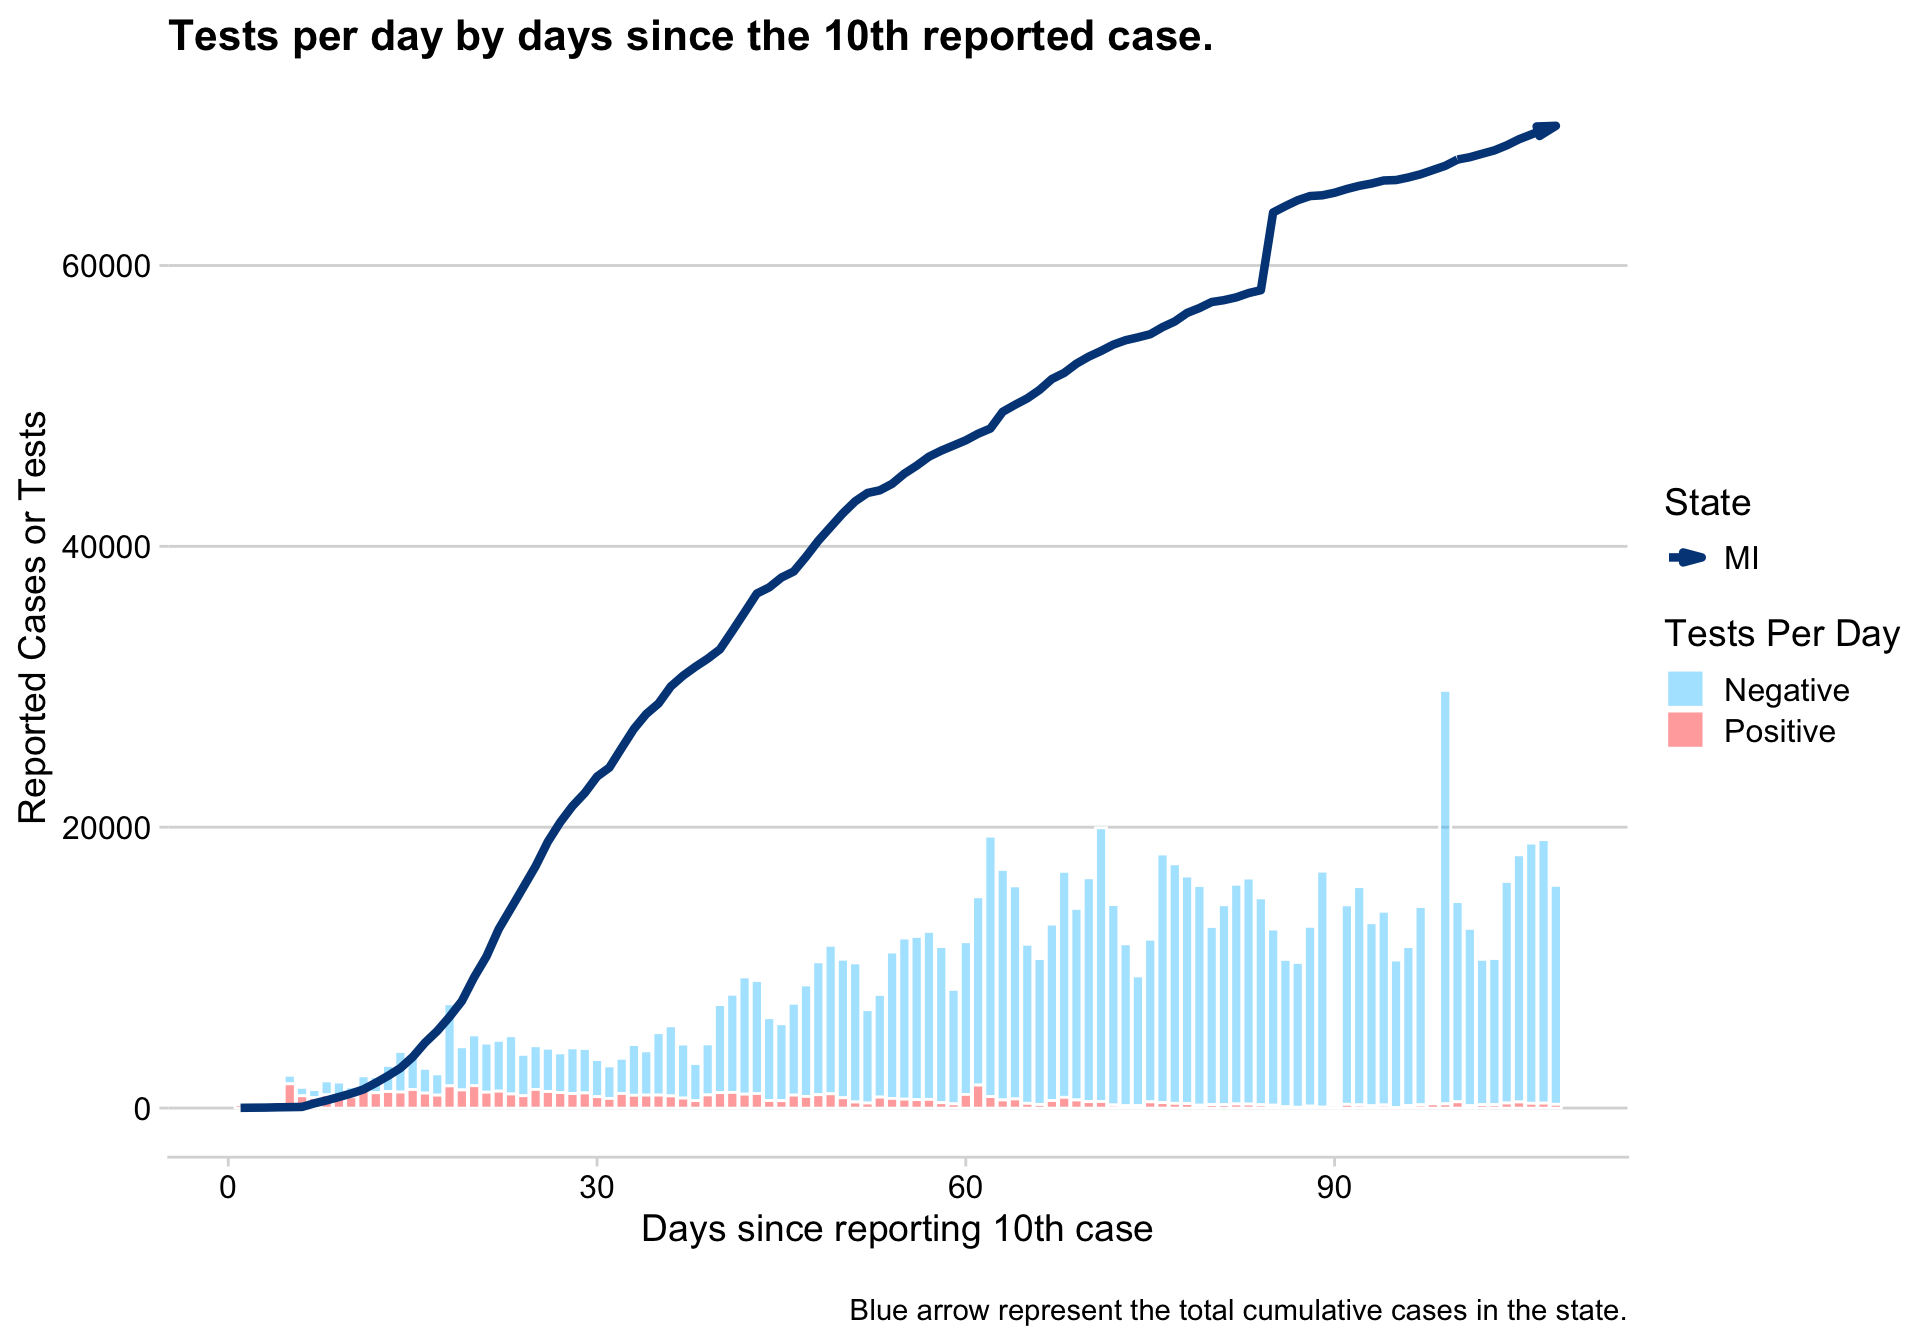 Tests per day by days since the 10th reported case.
60000
40000
20000
0
Reported Cases or Tests
0 30 60 90
Days since reporting 10th case
State
MI
Tests Per Day
Negative
Positive
Blue arrow represent the total cumulative cases in the state.